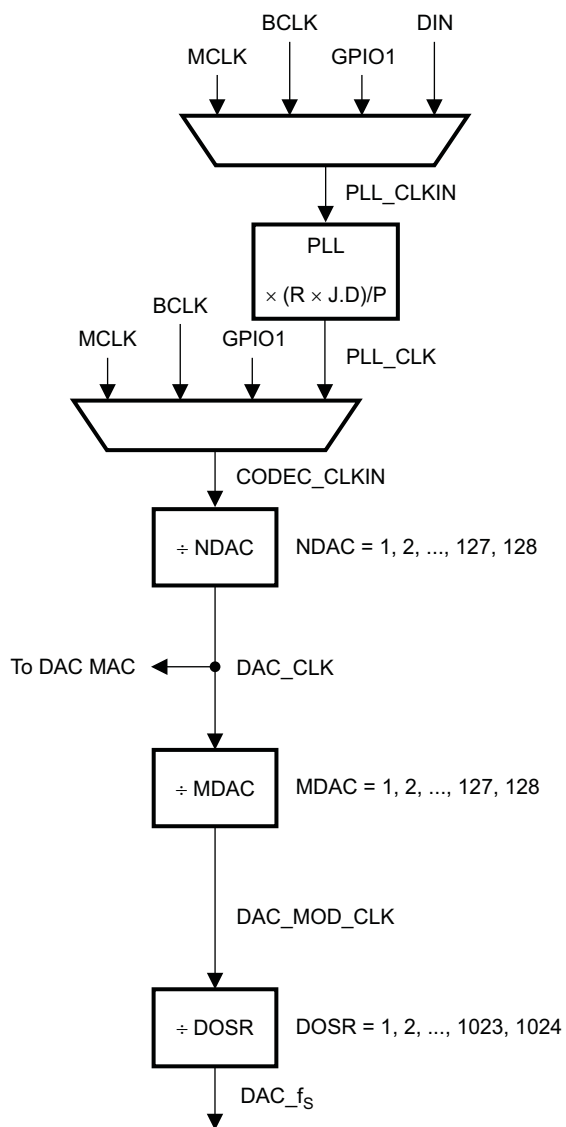 BCLK DIN
MCLK GPIO1
PLL_CLKIN
PLL
× (R × J.D)/P
BCLK
MCLK GPIO1
PLL_CLK
CODEC_CLKIN
÷ NDAC NDAC = 1, 2, ..., 127, 128
To DAC MAC DAC_CLK
÷ MDAC MDAC = 1, 2, ..., 127, 128
DAC_MOD_CLK
÷ DOSR DOSR = 1, 2, ..., 1023, 1024
DAC_fS